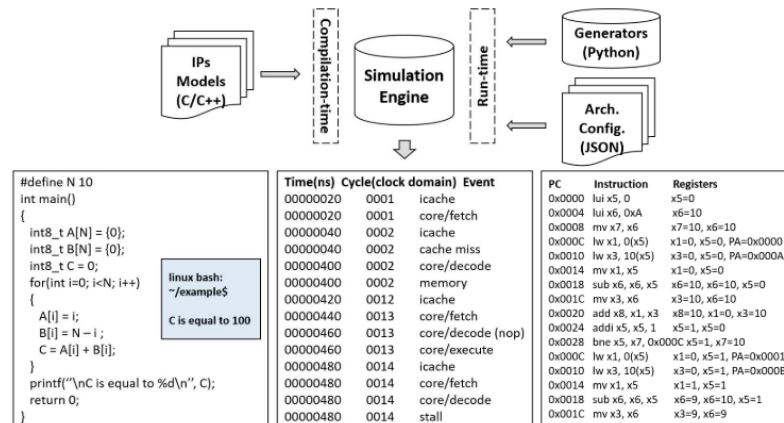 IPs
Models
(C/C++)
Compilation-time
Simulation
Engine
Run-time
Generators
(Python)
Arch.
Config.
(JSON)
#define N 10
int main()
{
int8_t A[N] = {0};
int8_t B[N] = {0};
int8_t C = 0;
for(int i=0; i<N; i++)
{
A[i] = i;
B[i] = N – i ;
C = A[i] + B[i];
}
printf("\nC is equal to %d\n", C);
return 0;
}
linux bash:
~/example$
C is equal to 100
Time(ns) Cycle(clock domain) Event
00000020 0001 icache
00000020 0001 core/fetch
00000040 0002 icache
00000040 0002 cache miss
00000400 0002 core/decode
00000400 0002 memory
00000420 0012 icache
00000440 0013 core/fetch
00000460 0013 core/decode (nop)
00000460 0013 core/execute
00000480 0014 icache
00000480 0014 core/fetch
00000480 0014 core/decode
00000480 0014 stall
PC Instruction Registers
0x0000 lui x5, 0 x5=0
0x0004 lui x6, 0xA x6=10
0x0008 mv x7, x6 x7=10, x6=10
0x000C lw x1, 0(x5) x1=0, x5=0, PA=0x0000
0x0010 lw x3, 10(x5) x3=0, x5=0, PA=0x000A
0x0014 mv x1, x5 x1=0, x5=0
0x0018 sub x6, x6, x5 x6=10, x6=10, x5=0
0x001C mv x3, x6 x3=10, x6=10
0x0020 add x8, x1, x3 x8=10, x1=0, x3=10
0x0024 addi x5, x5, 1 x5=1, x5=0
0x0028 bne x5, x7, 0x000C x5=1, x7=10
0x000C lw x1, 0(x5) x1=0, x5=1, PA=0x0001
0x0010 lw x3, 10(x5) x3=0, x5=1, PA=0x000B
0x0014 mv x1, x5 x1=1, x5=1
0x0018 sub x6, x6, x5 x6=9, x6=10, x5=1
0x001C mv x3, x6 x3=9, x6=9